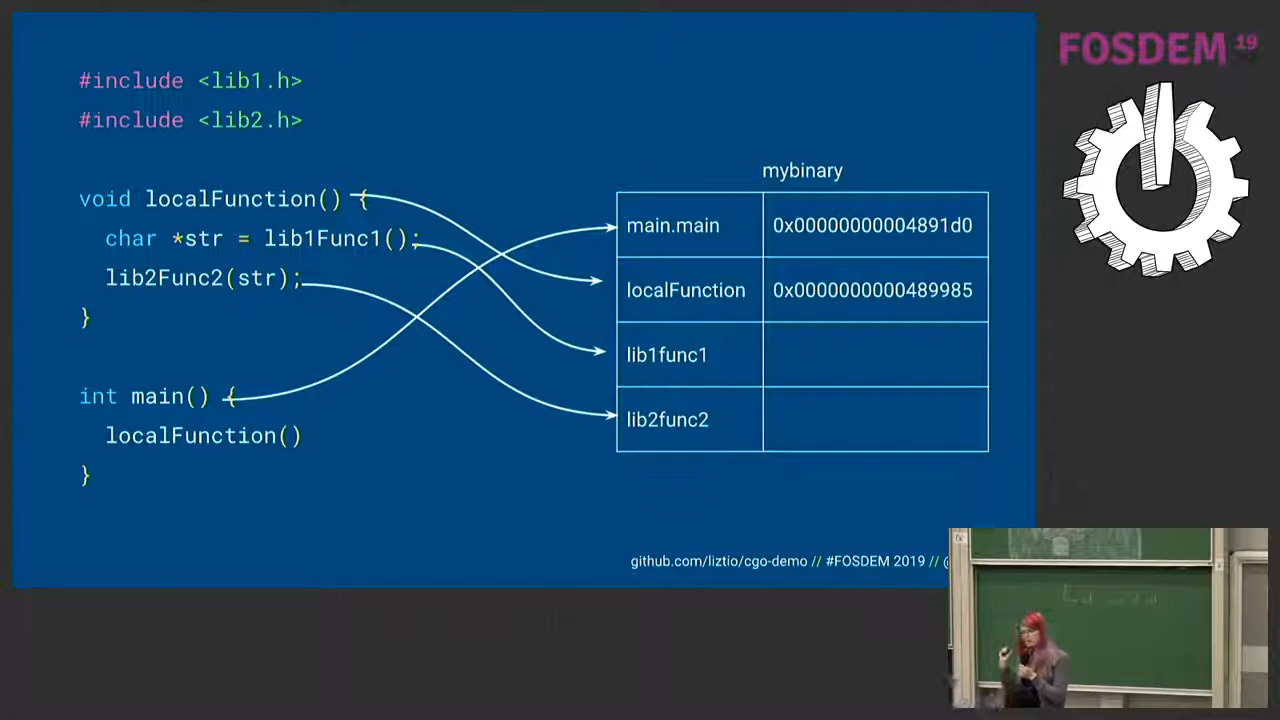 FOSDEM 19
#include <lib1.h>
#include <lib2.h>
void localFunction() {
char *str = lib1Func1();
lib2Func2(str);
}
int main() {
localFunction()
}
mybinary
main.main 0x00000000004891d0
localFunction 0x0000000000489985
lib1func1
lib2func2
github.com/liztio/cgo-demo // #FOSDEM 2019 // @